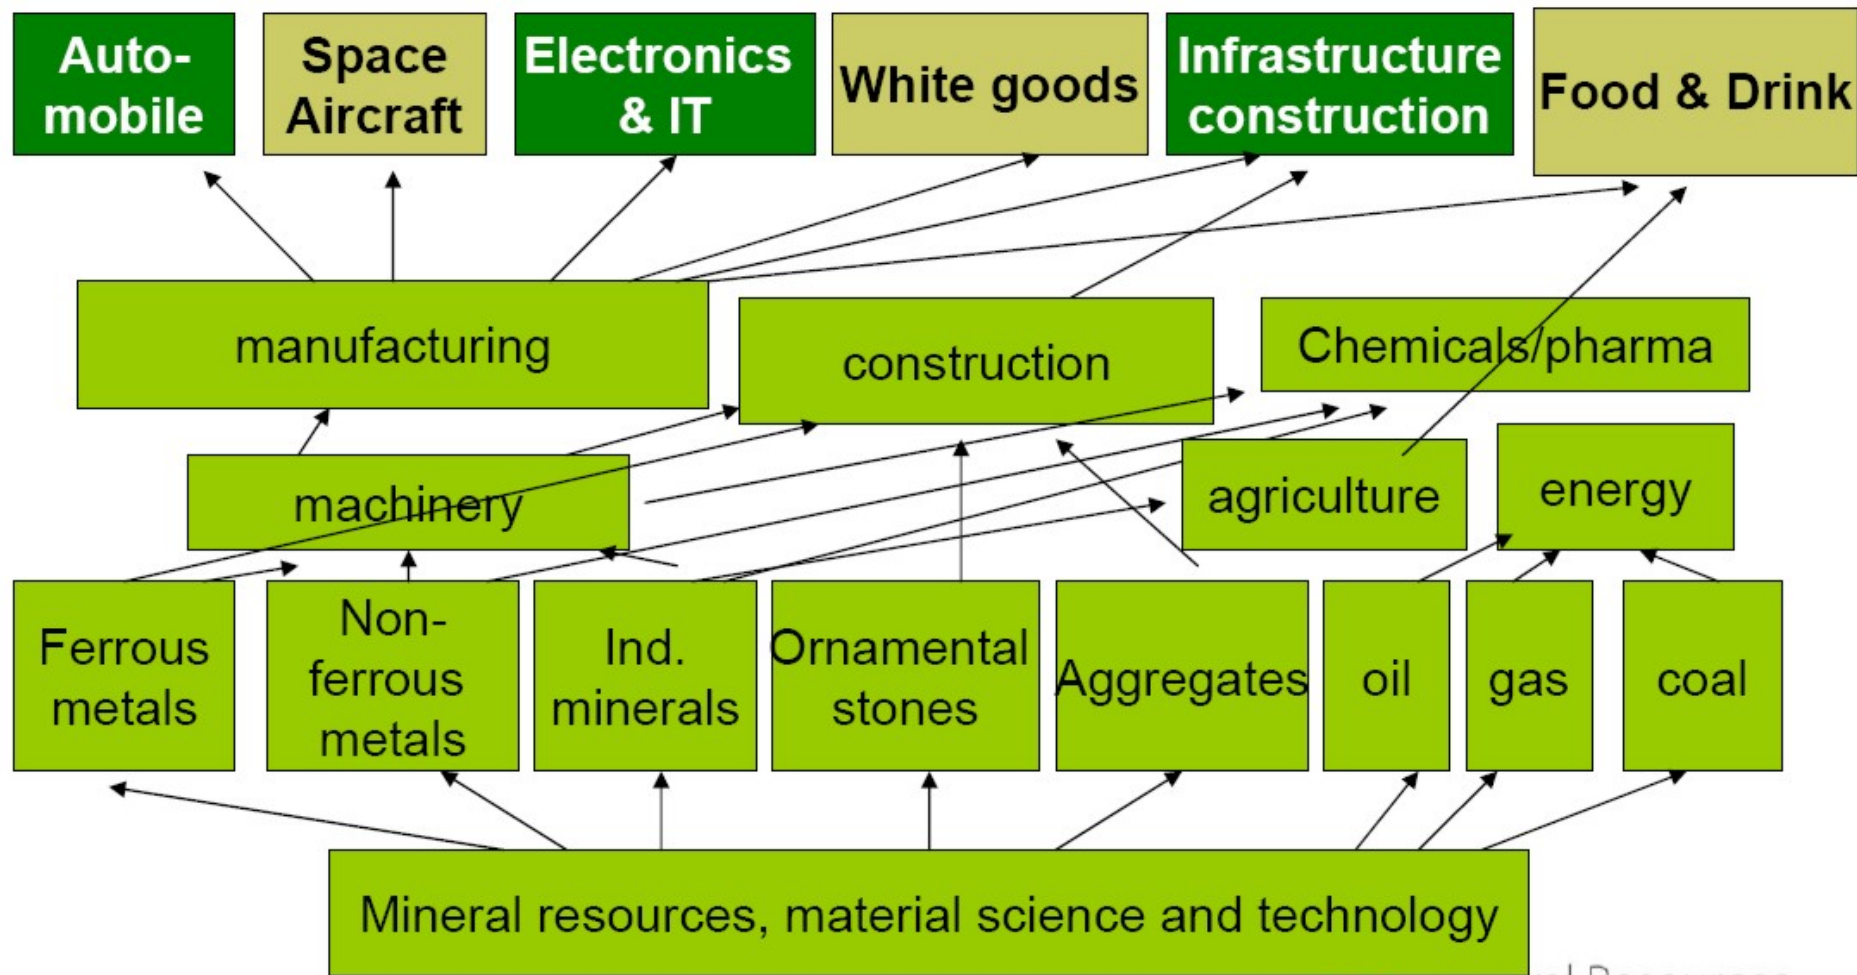 Auto-
mobile
Space
Aircraft
Electronics
& IT
White goods
Infrastructure
construction
Food & Drink
manufacturing
construction
Chemicals/pharma
machinery
agriculture
energy
Ferrous
metals
Non-
ferrous
metals
Ind.
minerals
Ornamental
stones
Aggregates
oil
gas
coal
Mineral resources, material science and technology